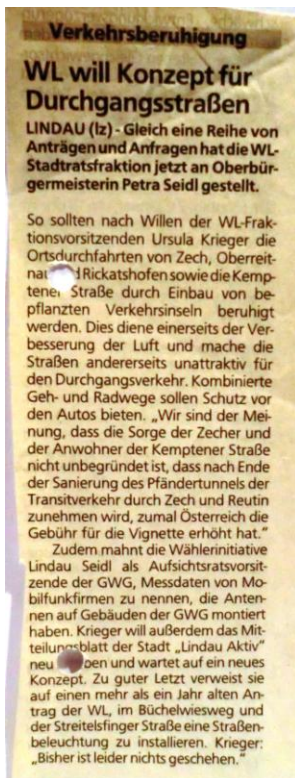 Verkehrsberuhigung
WL will Konzept für
Durchgangsstraßen
LINDAU (lz) - Gleich eine Reihe von
Anträgen und Anfragen hat die WL-
Stadtratsfraktion jetzt an Oberbür-
germeisterin Petra Seidl gestellt.
So sollten nach Willen der WL-Frak-
tionsvorsitzenden Ursula Krieger die
Ortsdurchfahrten von Zech, Oberreit-
nau Rickatshofen sowie die Kemp-
tener Straße durch Einbau von be-
pflanzten Verkehrsinseln beruhigt
werden. Dies diene einerseits der Ver-
besserung der Luft und mache die
Straßen andererseits unattraktiv für
den Durchgangsverkehr. Kombinierte
Geh- und Radwege sollen Schutz vor
den Autos bieten. „Wir sind der Mei-
nung, dass die Sorge der Zecher und
der Anwohner der Kemptener Straße
nicht unbegründet ist, dass nach Ende
der Sanierung des Pfändertunnels der
Transitverkehr durch Zech und Reutin
zunehmen wird, zumal Österreich die
Gebühr für die Vignette erhöht hat.“
Zudem mahnt die Wählerinitiative
Lindau Seidl als Aufsichtsratsvorsit-
zende der GWG, Messdaten von Mo-
bilfunkfirmen zu nennen, die Anten-
nen auf Gebäuden der GWG montiert
haben. Krieger will außerdem das Mit-
teilungsblatt der Stadt „Lindau Aktiv“
neu und wartet auf ein neues
Konzept. Zu guter Letzt verweist sie
auf einen mehr als ein Jahr alten An-
trag der WL, im Büchelwiesweg und
der Streitelsfinger Straße eine Straßen-
beleuchtung zu installieren. Krieger:
„Bisher ist leider nichts geschehen.“